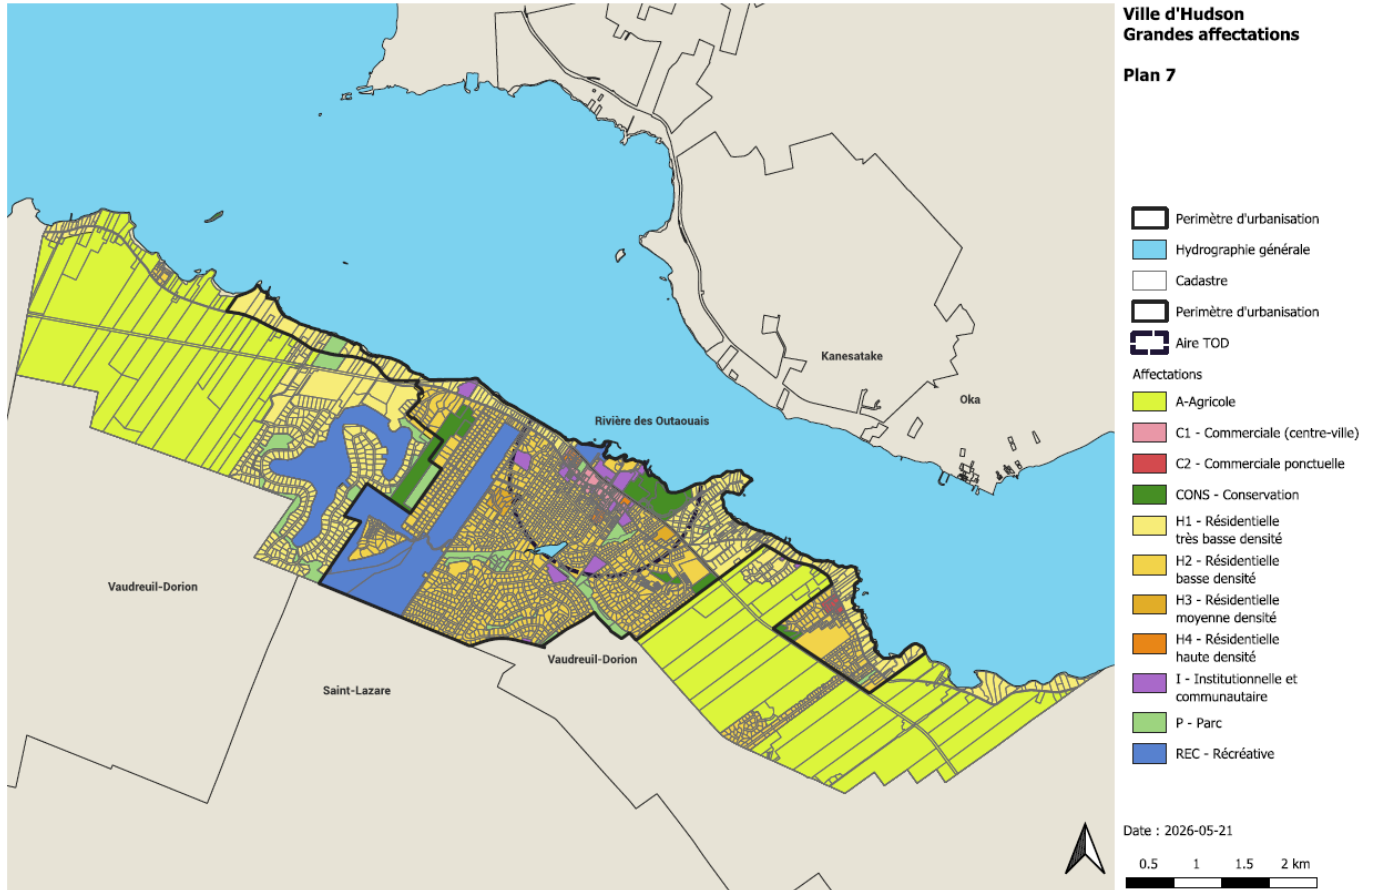 Ville d'Hudson
Grandes affectations
Plan 7
Perimètre d'urbanisation
Hydrographie générale
Cadastre
Perimètre d'urbanisation
Aire TOD
Affectations
A-Agricole
C1 - Commerciale (centre-ville)
C2 - Commerciale ponctuelle
CONS - Conservation
H1 - Résidentielle
très basse densité
H2 - Résidentielle
basse densité
H3 - Résidentielle
moyenne densité
H4 - Résidentielle
haute densité
I - Institutionnelle et
communautaire
P - Parc
REC - Récréative
Date : 2026-05-21
0.5 1 1.5 2 km
Kanesatake
Oka
Rivière des Outaouais
Vaudreuil-Dorion
Vaudreuil-Dorion
Saint-Lazare